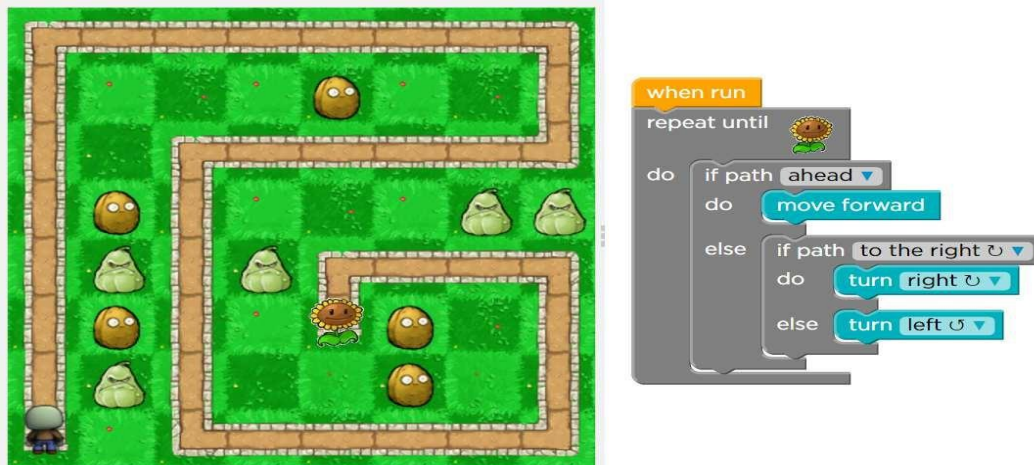 when run
repeat until
do if path ahead ▼
do move forward
else if path to the right ↻ ▼
do turn right ↻ ▼
else turn left ↺ ▼